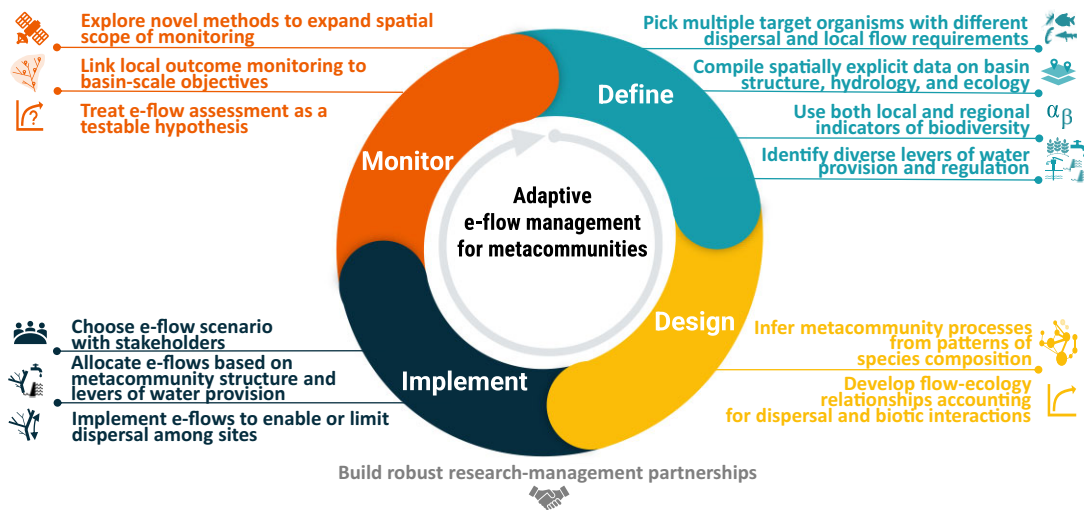 Explore novel methods to expand spatial
scope of monitoring
Link local outcome monitoring to
basin-scale objectives
Treat e-flow assessment as a
testable hypothesis
?
Pick multiple target organisms with different
dispersal and local flow requirements
Compile spatially explicit data on basin
structure, hydrology, and ecology
Use both local and regional
indicators of biodiversity
α β
Identify diverse levers of water
provision and regulation
Define
Monitor
Adaptive
e-flow management
for metacommunities
Design
Implement
Infer metacommunity processes
from patterns of
species composition
Develop flow-ecology
relationships accounting
for dispersal and biotic interactions
Choose e-flow scenario
with stakeholders
Allocate e-flows based on
metacommunity structure and
levers of water provision
Implement e-flows to enable or limit
dispersal among sites
Build robust research-management partnerships